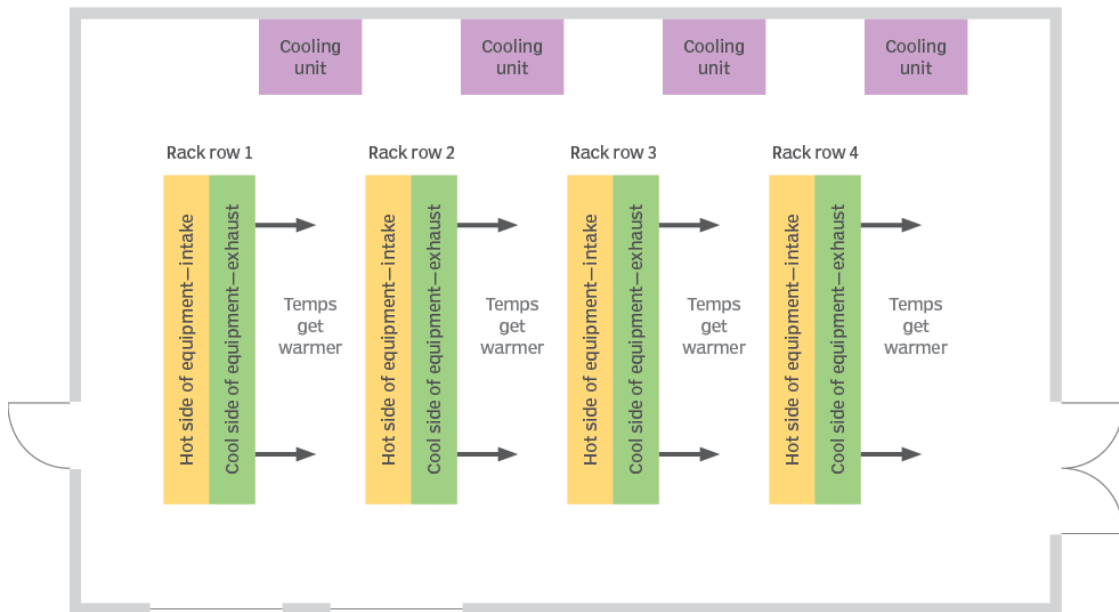 Cooling
unit
Cooling
unit
Cooling
unit
Cooling
unit
Rack row 1
Rack row 2
Rack row 3
Rack row 4
Hot side of equipment—intake
Cool side of equipment—exhaust
Temps
get
warmer
Hot side of equipment—intake
Cool side of equipment—exhaust
Temps
get
warmer
Hot side of equipment—intake
Cool side of equipment—exhaust
Temps
get
warmer
Hot side of equipment—intake
Cool side of equipment—exhaust
Temps
get
warmer